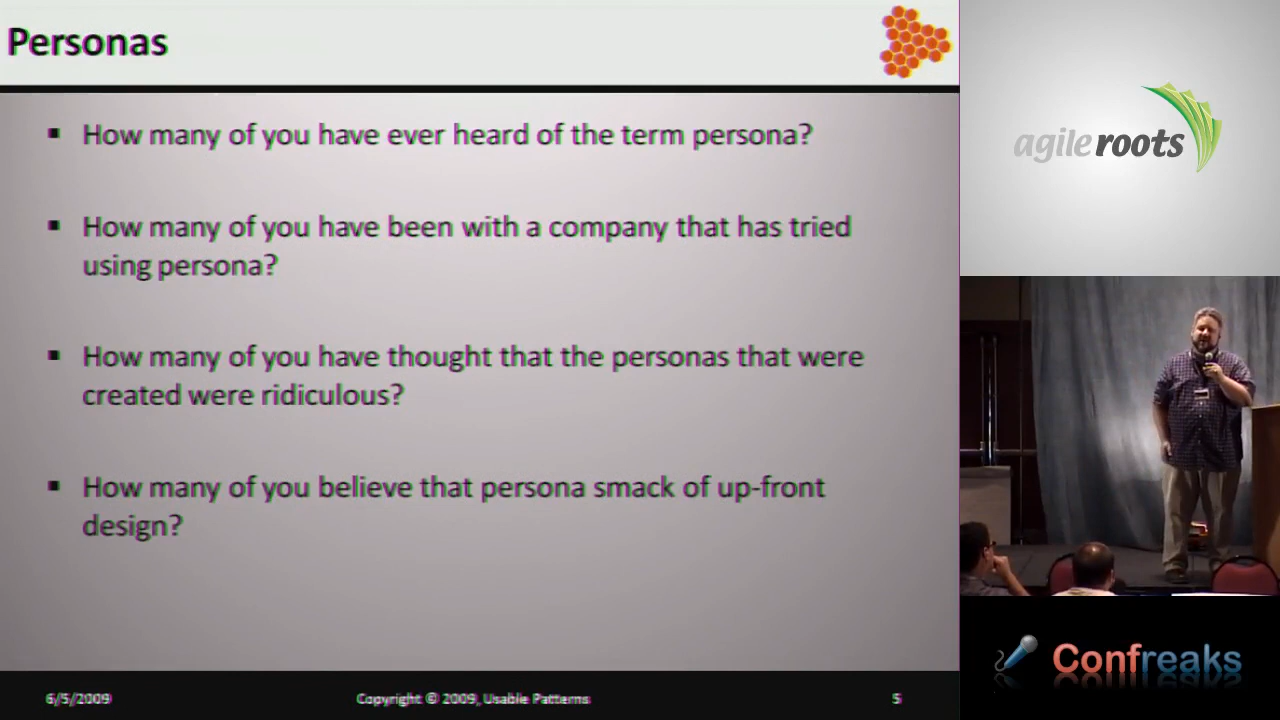 Personas
▪ How many of you have ever heard of the term persona?
▪ How many of you have been with a company that has tried
using persona?
▪ How many of you have thought that the personas that were
created were ridiculous?
▪ How many of you believe that persona smack of up-front
design?
6/5/2009
Copyright © 2009, Usable Patterns
5
agile roots
Confreaks